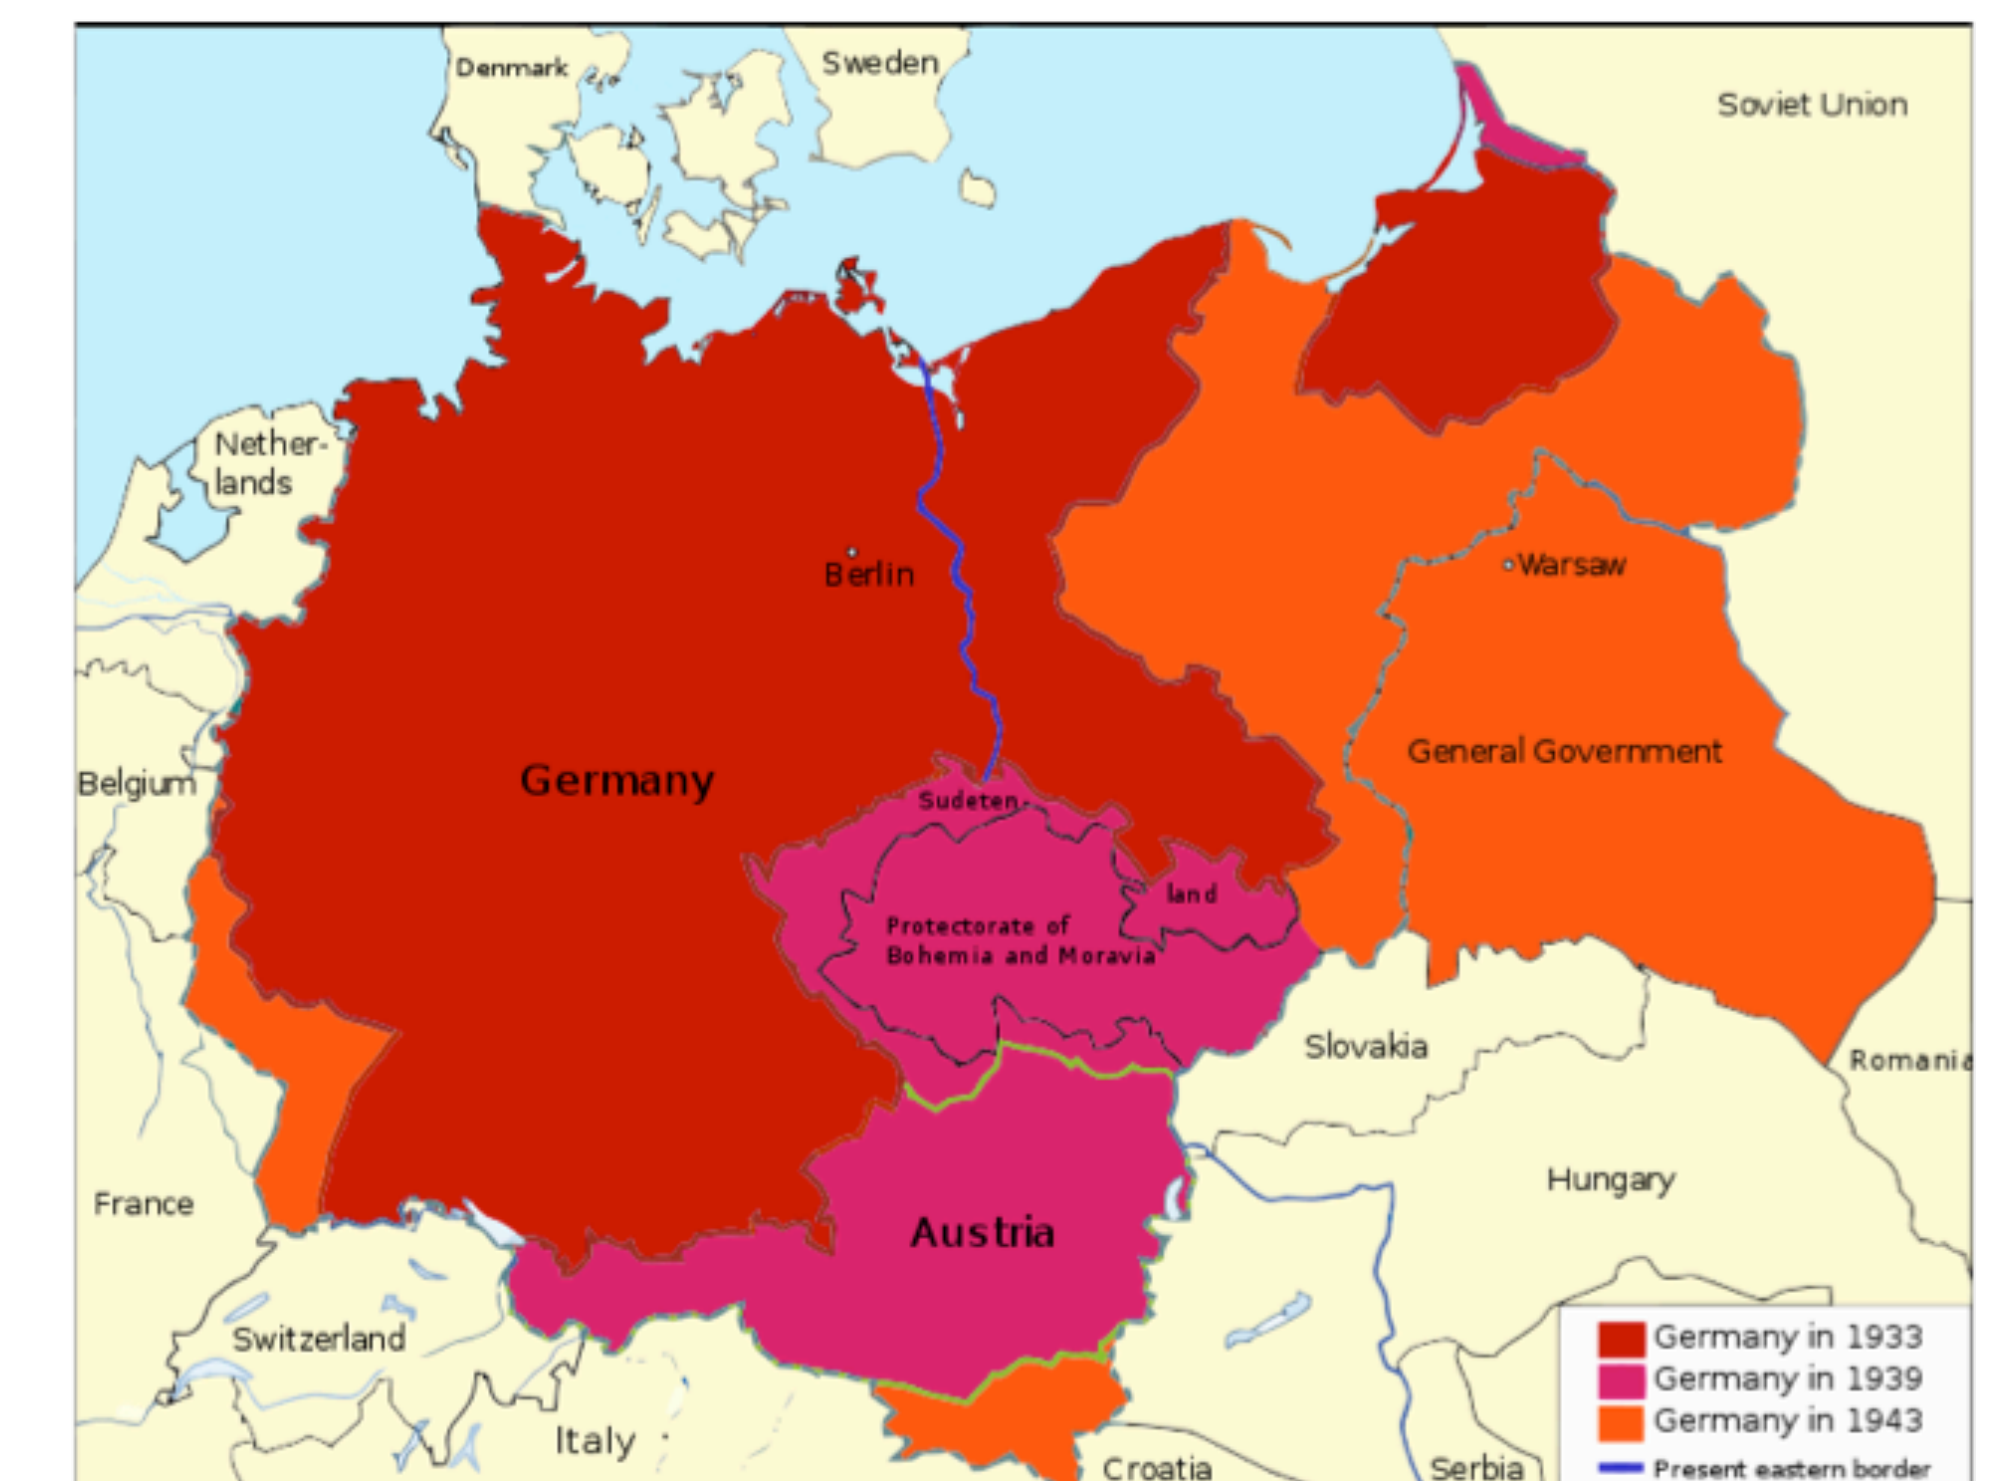 Denmark
Sweden
Soviet Union
Nether-
lands
Berlin
Warsaw
Belgium
Germany
General Government
Sudeten-
land
Protectorate of
Bohemia and Moravia
Slovakia
Romania
Hungary
France
Austria
Switzerland
Italy
Croatia
Serbia
Germany in 1933
Germany in 1939
Germany in 1943
Present eastern border